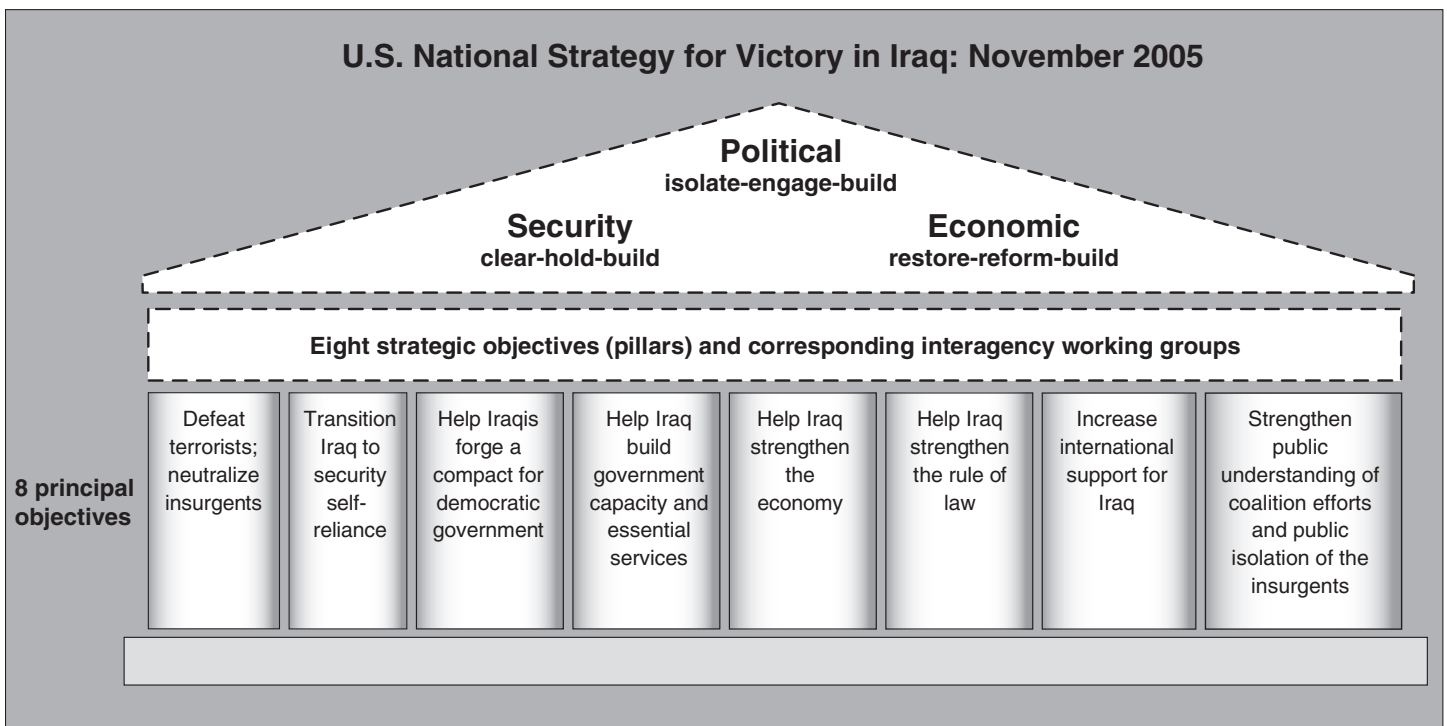 U.S. National Strategy for Victory in Iraq: November 2005
Political
isolate-engage-build
Security
clear-hold-build
Economic
restore-reform-build
Eight strategic objectives (pillars) and corresponding interagency working groups
8 principal
objectives
Defeat
terrorists;
neutralize
insurgents
Transition
Iraq to
security
self-
reliance
Help Iraqis
forge a
compact for
democratic
government
Help Iraq
build
government
capacity and
essential
services
Help Iraq
strengthen
the
economy
Help Iraq
strengthen
the rule of
law
Increase
international
support for
Iraq
Strengthen
public
understanding of
coalition efforts
and public
isolation of the
insurgents